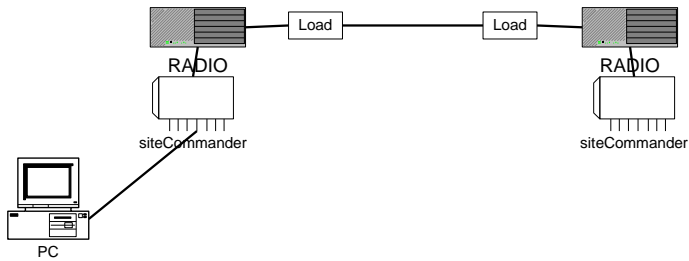 Load
Load
RADIO
RADIO
siteCommander
siteCommander
PC